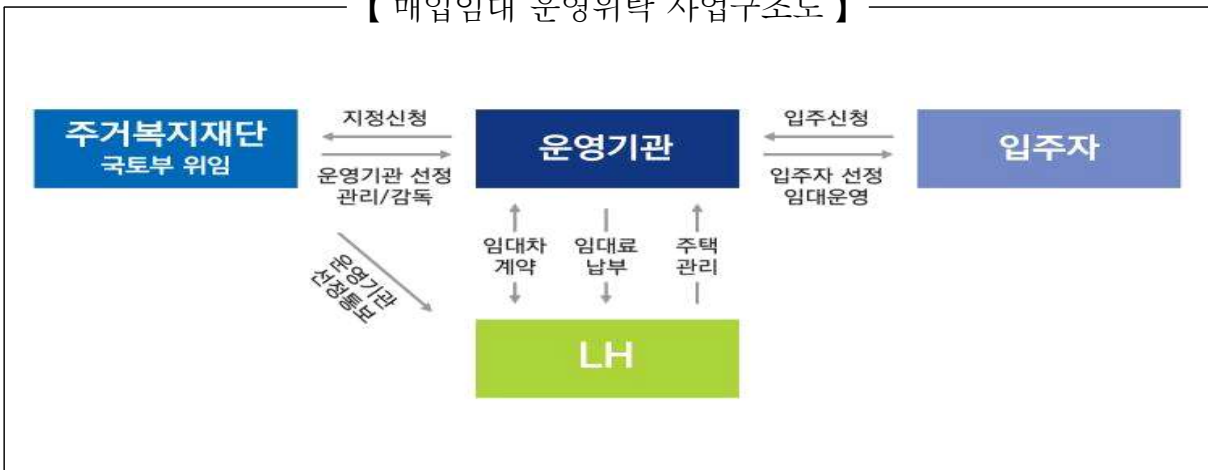 【 매입임대 운영위탁 사업구조도 】
주거복지재단
국토부 위임
지정신청
운영기관 선정
관리/감독
운영기관
입주신청
입주자 선정
임대운영
입주자
운영기관
선정통보
임대차
계약
임대료
납부
주택
관리
LH